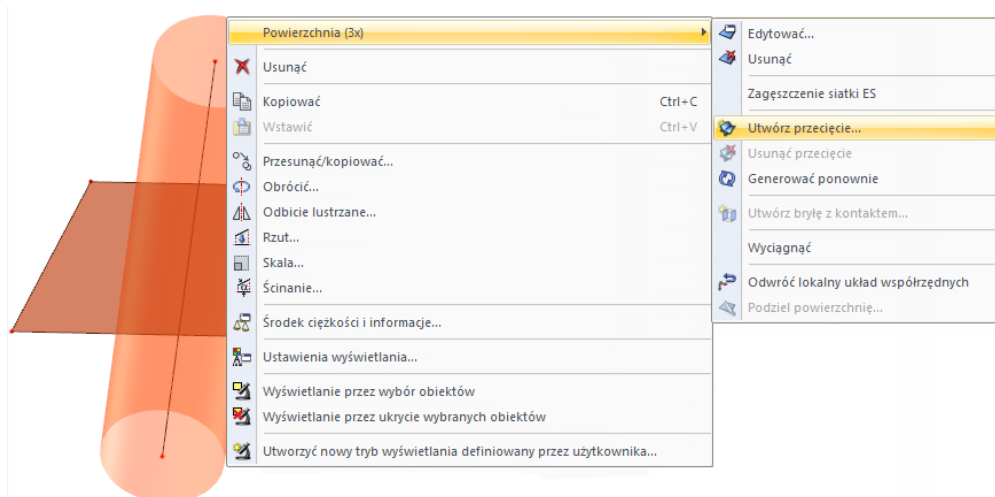 Powierzchnia (3x)
Usunąć
Kopiować Ctrl+C
Wstawić Ctrl+V
Przesunąć/kopiować...
Obrócić...
Odbicie lustrzane...
Rzut...
Skala...
Ścinanie...
Środek ciężkości i informacje...
Ustawienia wyświetlania...
Wyświetlanie przez wybór obiektów
Wyświetlanie przez ukrycie wybranych obiektów
Utworzyć nowy tryb wyświetlania definiowany przez użytkownika...
Edytować...
Usunąć
Zagęszczenie siatki ES
Utwórz przecięcie...
Usunąć przecięcie
Generować ponownie
Utwórz bryłę z kontaktem...
Wyciągnąć
Odwróć lokalny układ współrzędnych
Podziel powierzchnię...